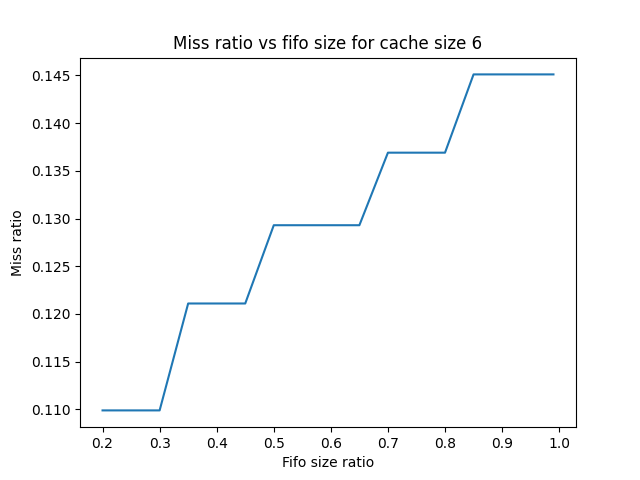 Miss ratio vs fifo size for cache size 6
0.145
0.140
0.135
0.130
0.125
0.120
0.115
0.110
Miss ratio
0.2 0.3 0.4 0.5 0.6 0.7 0.8 0.9 1.0
Fifo size ratio